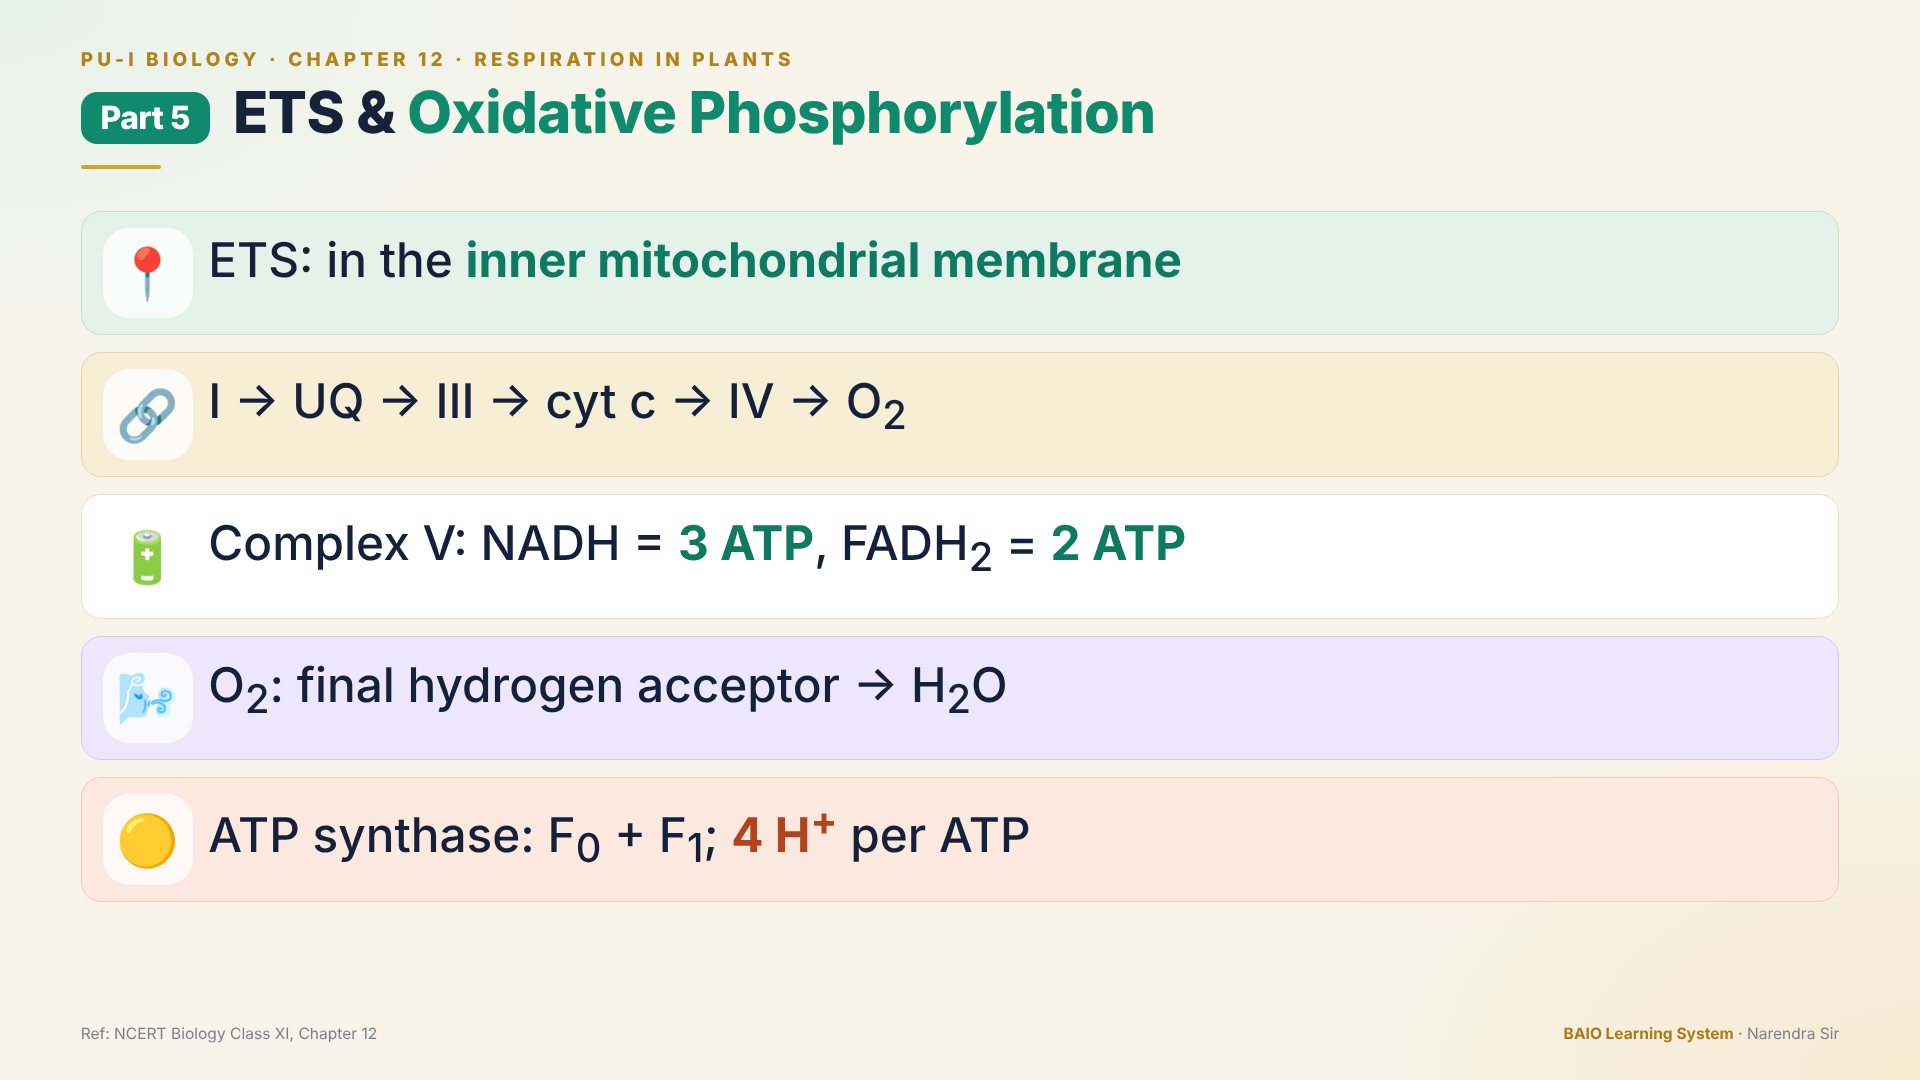 PU-I BIOLOGY · CHAPTER 12 · RESPIRATION IN PLANTS
Part 5 ETS & Oxidative Phosphorylation
ETS: in the inner mitochondrial membrane
I → UQ → III → cyt c → IV → O₂
Complex V: NADH = 3 ATP, FADH₂ = 2 ATP
O₂: final hydrogen acceptor → H₂O
ATP synthase: F₀ + F₁; 4 H⁺ per ATP
Ref: NCERT Biology Class XI, Chapter 12
BAIO Learning System · Narendra Sir